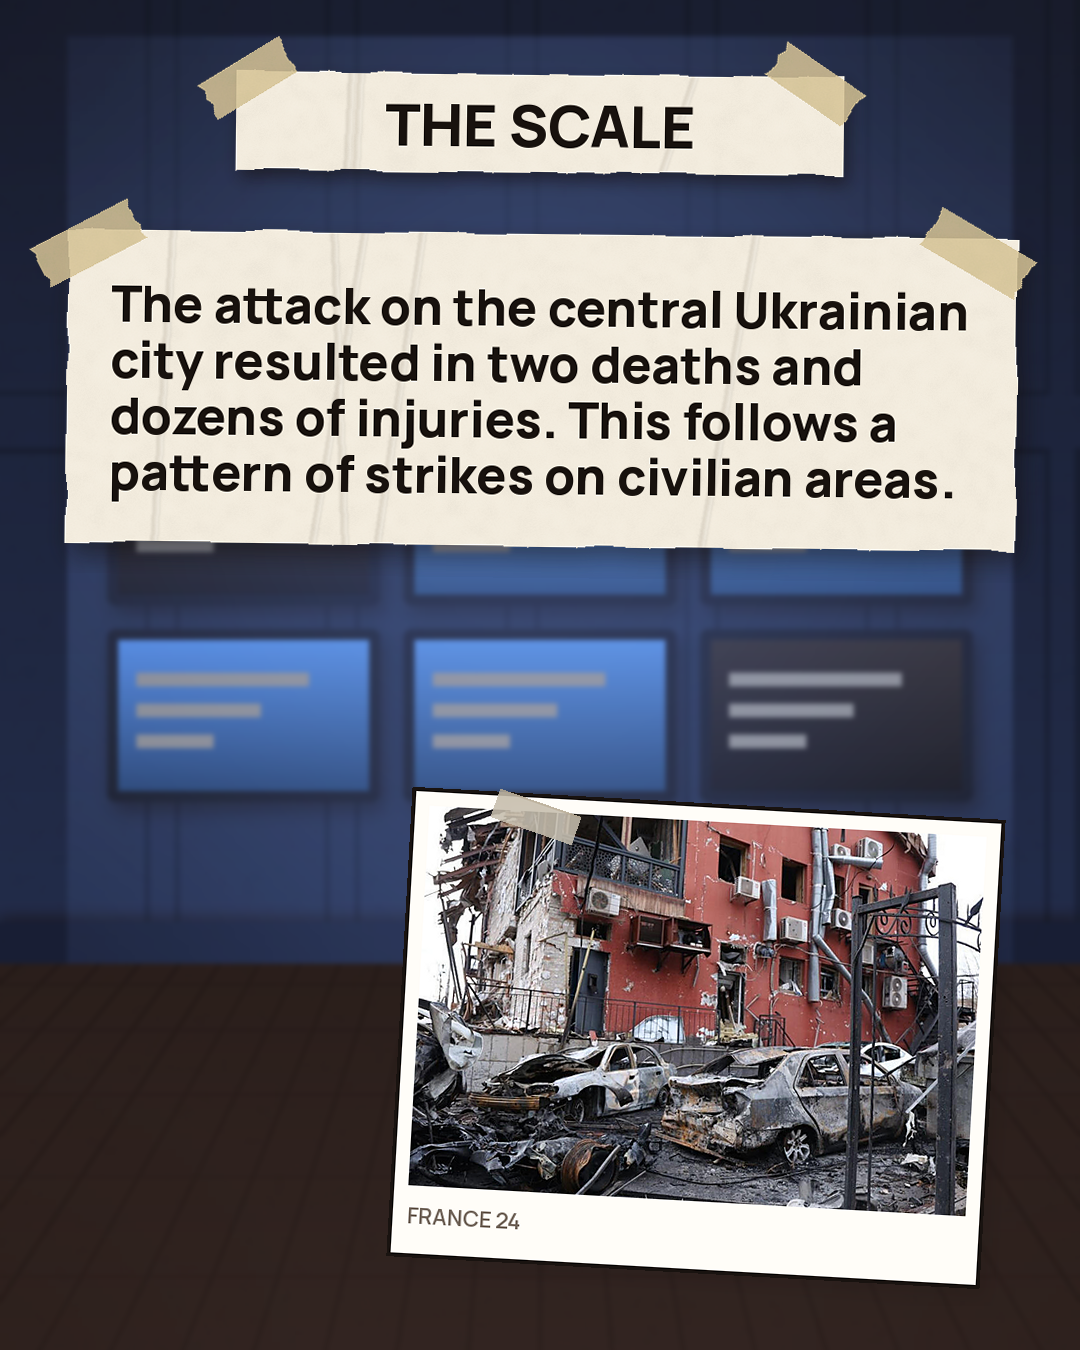 THE SCALE
The attack on the central Ukrainian
city resulted in two deaths and
dozens of injuries. This follows a
pattern of strikes on civilian areas.
FRANCE 24